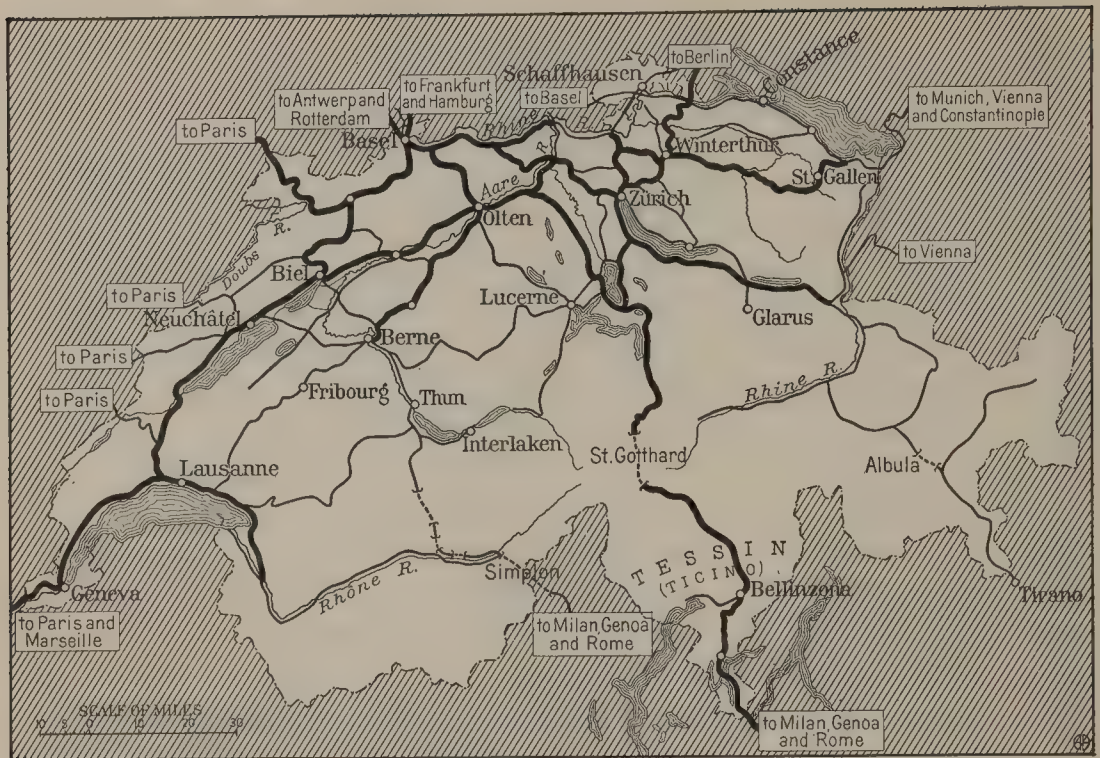 Constance
Schaffhausen
to Berlin
to Frankfurt
and Hamburg
to Basel
to Antwerp and
Rotterdam
to Munich, Vienna
and Constantinople
to Paris
Basel
Rhine R.
Winterthur
St. Gallen
Aare R.
Zürich
Olten
Doubs R.
to Vienna
Biel
to Paris
Lucerne
Neuchâtel
Glarus
Berne
to Paris
Fribourg
Thun
Rhine R.
to Paris
Interlaken
St. Gotthard
Albula
Lausanne
TESSIN
(TICINO)
Simplon
Rhône R.
Geneva
Bellinzona
Tirano
to Paris and
Marseille
to Milan, Genoa
and Rome
SCALE OF MILES
10 5 0 10 20 30
to Milan, Genoa
and Rome